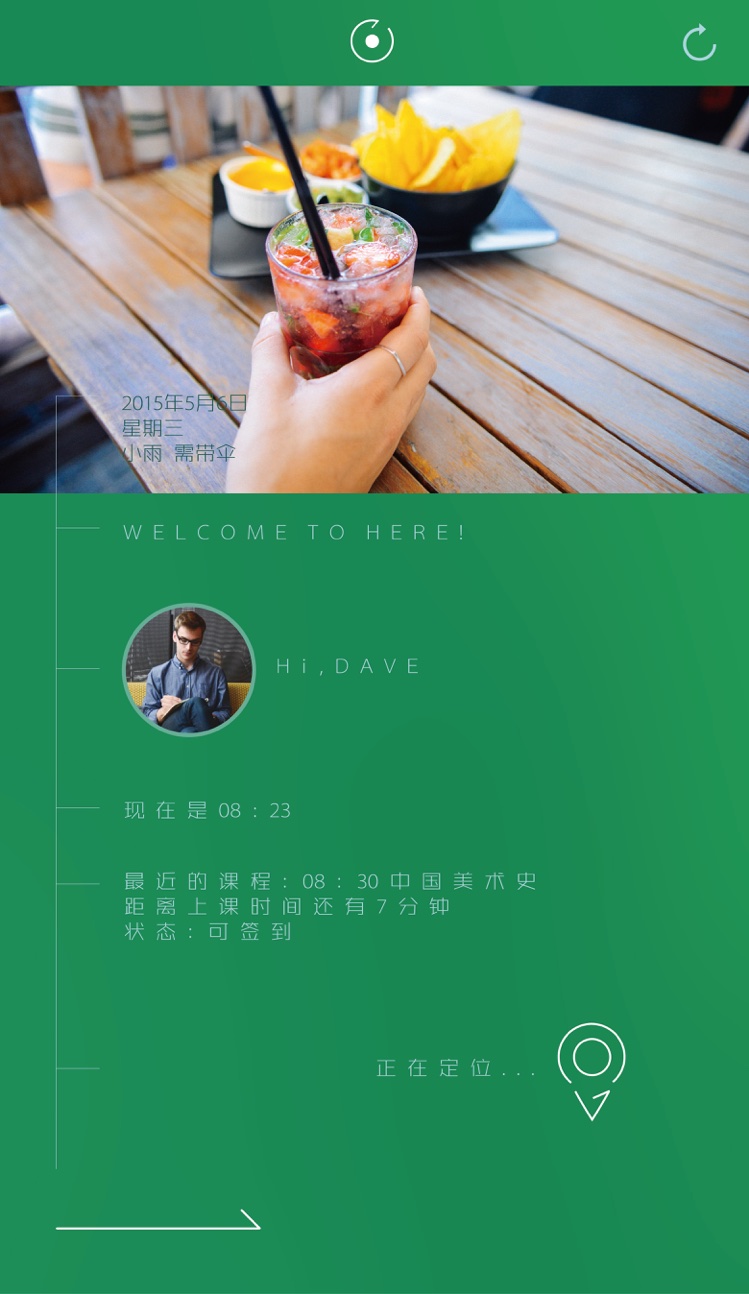 2015年5月6日
星期三
小雨 需带伞
WELCOME TO HERE!
Hi,DAVE
现在是08:23
最近的课程:08:30中国美术史
距离上课时间还有7分钟
状态:可签到
正在定位...